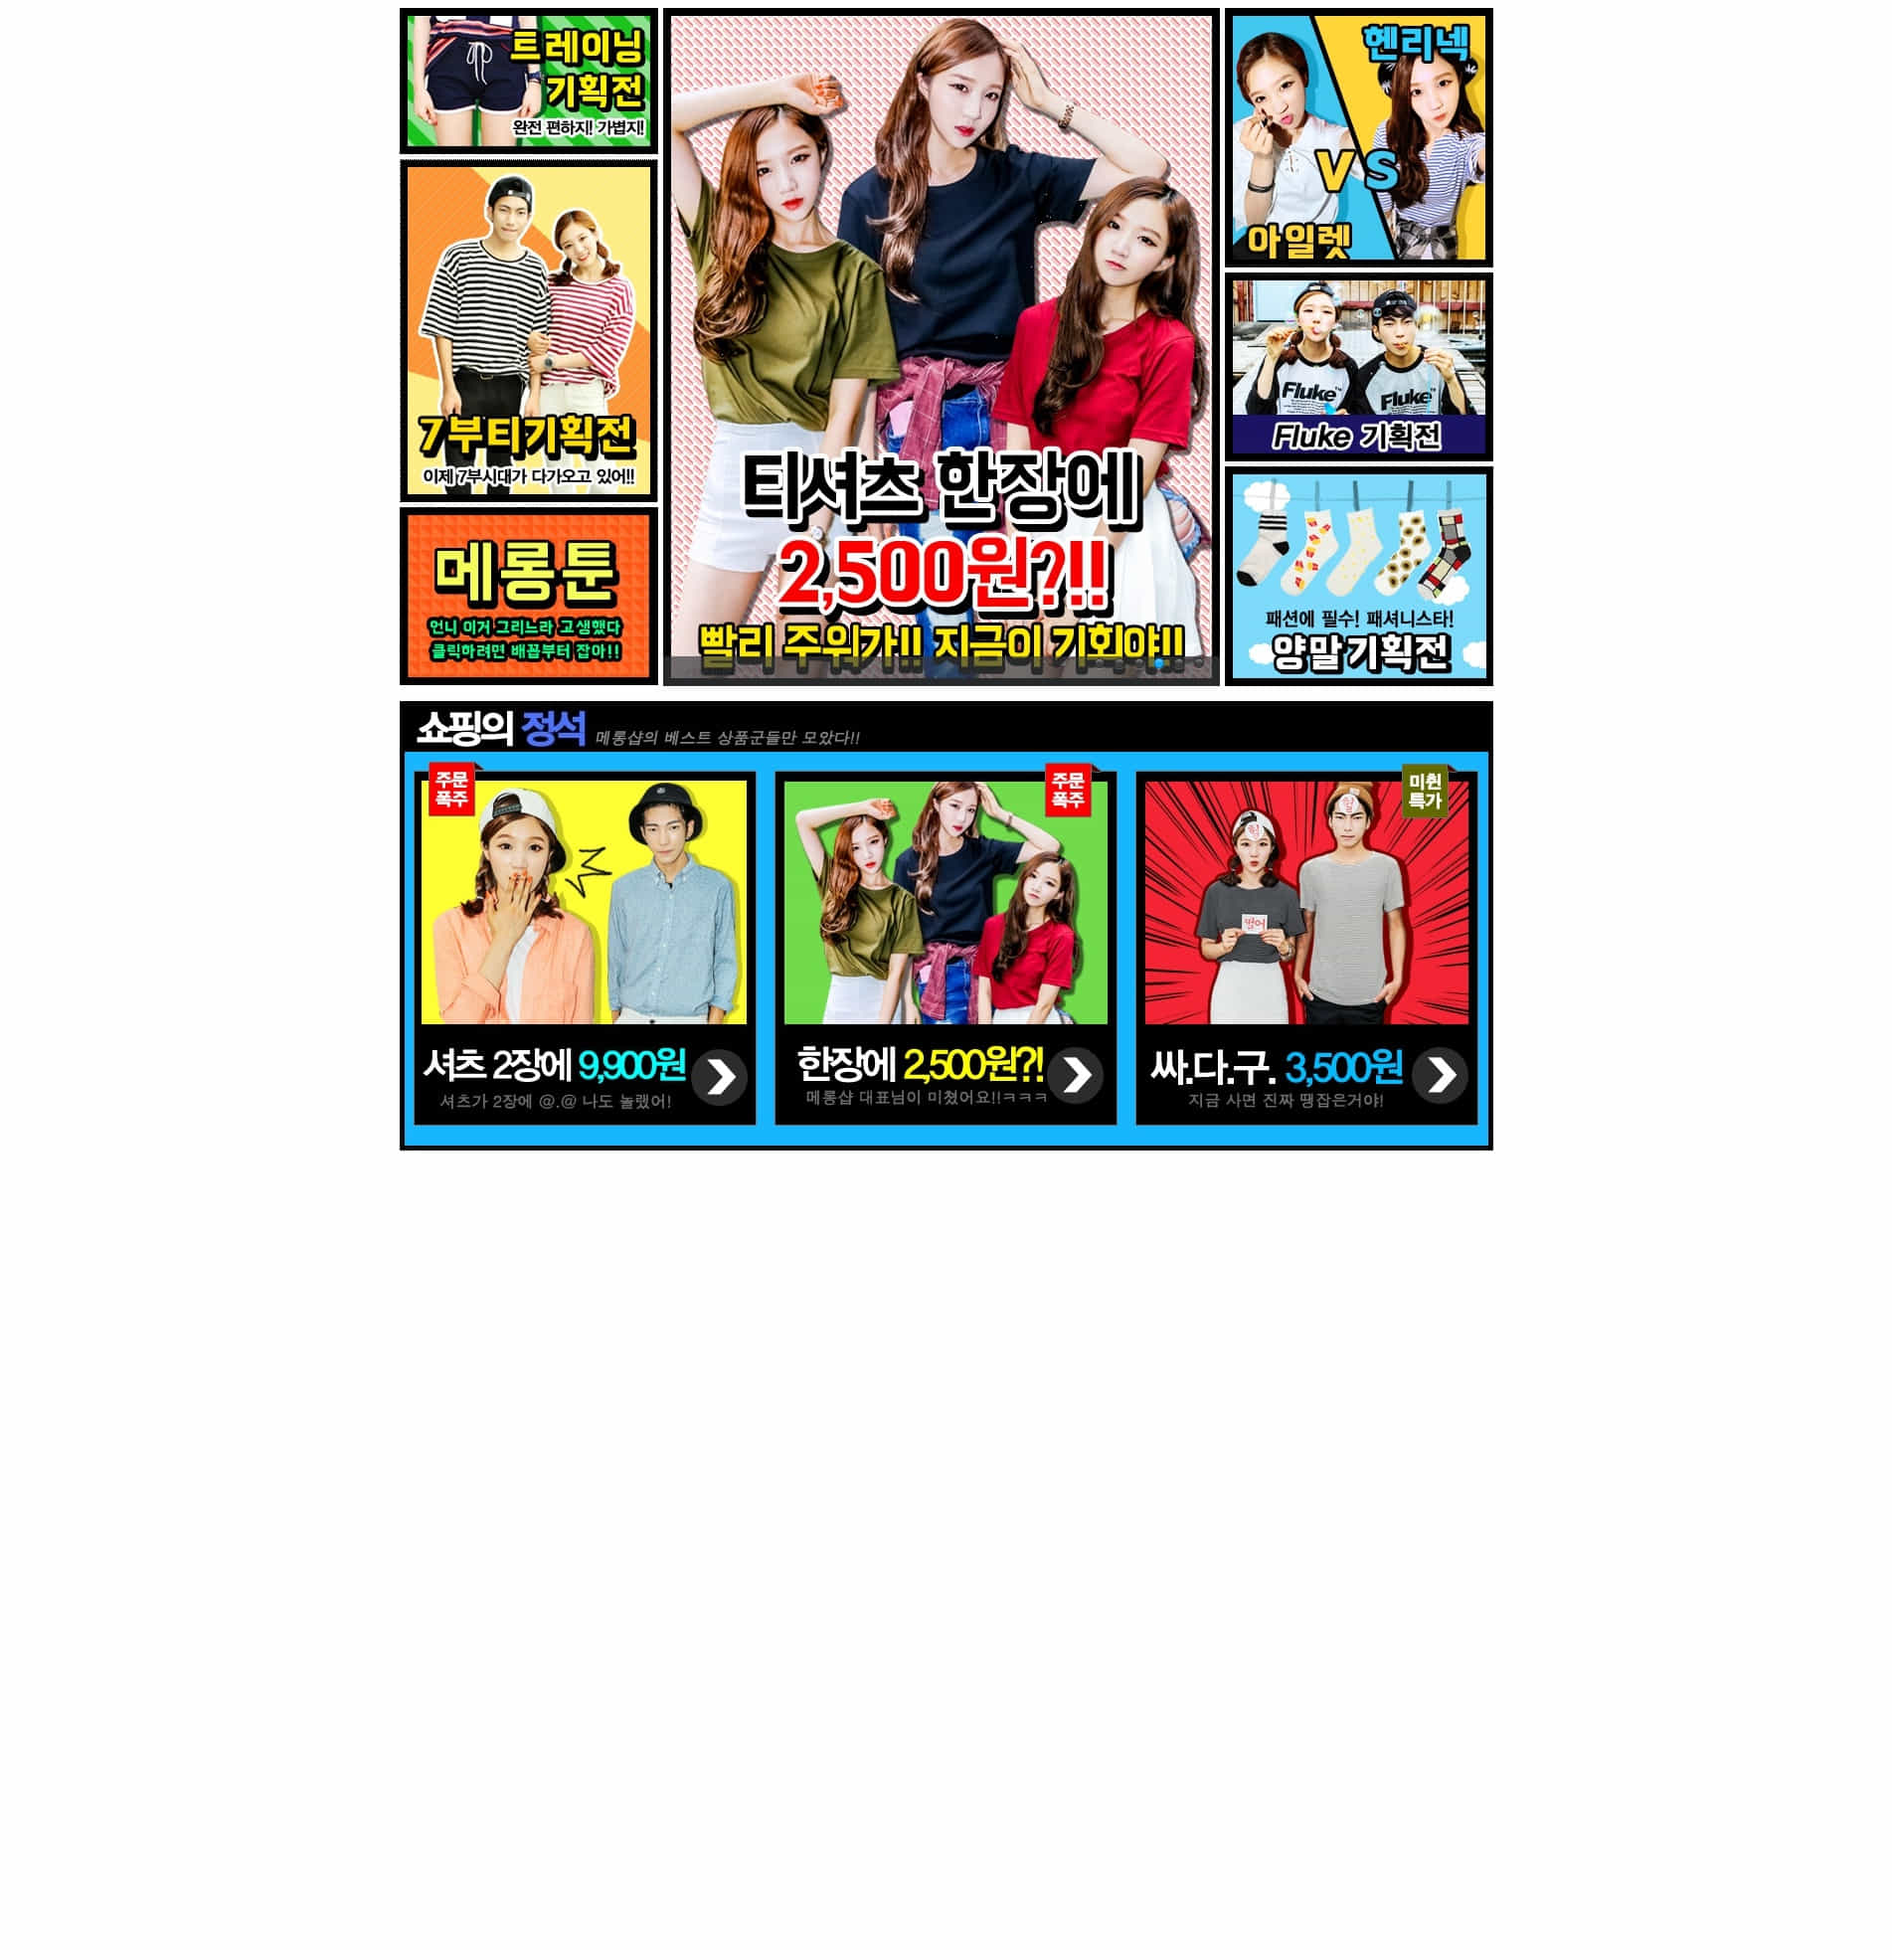 트레이닝
기획전
완전 편하지! 가볍지!
7부티기획전
이제 7부시대가 다가오고 있어!!
메롱툰
언니 이거 그리느라 고생했다
클릭하려면 배꼽부터 잡아!!
티셔츠 한장에
2,500원?!!
빨리 주워가!! 지금이 기회야!!
헨리넥
VS
아일렛
Fluke™
Fluke™
Fluke 기획전
패션에 필수! 패셔니스타!
양말기획전
쇼핑의 정석 메롱샵의 베스트 상품군들만 모았다!!
주문
폭주
셔츠 2장에 9,900원
셔츠가 2장에 @.@ 나도 놀랬어!
주문
폭주
한장에 2,500원?!
메롱샵 대표님이 미쳤어요!!ㅋㅋㅋ
미췬
특가
헐
헐
떨어
싸.다.구. 3,500원
지금 사면 진짜 땡잡은거야!